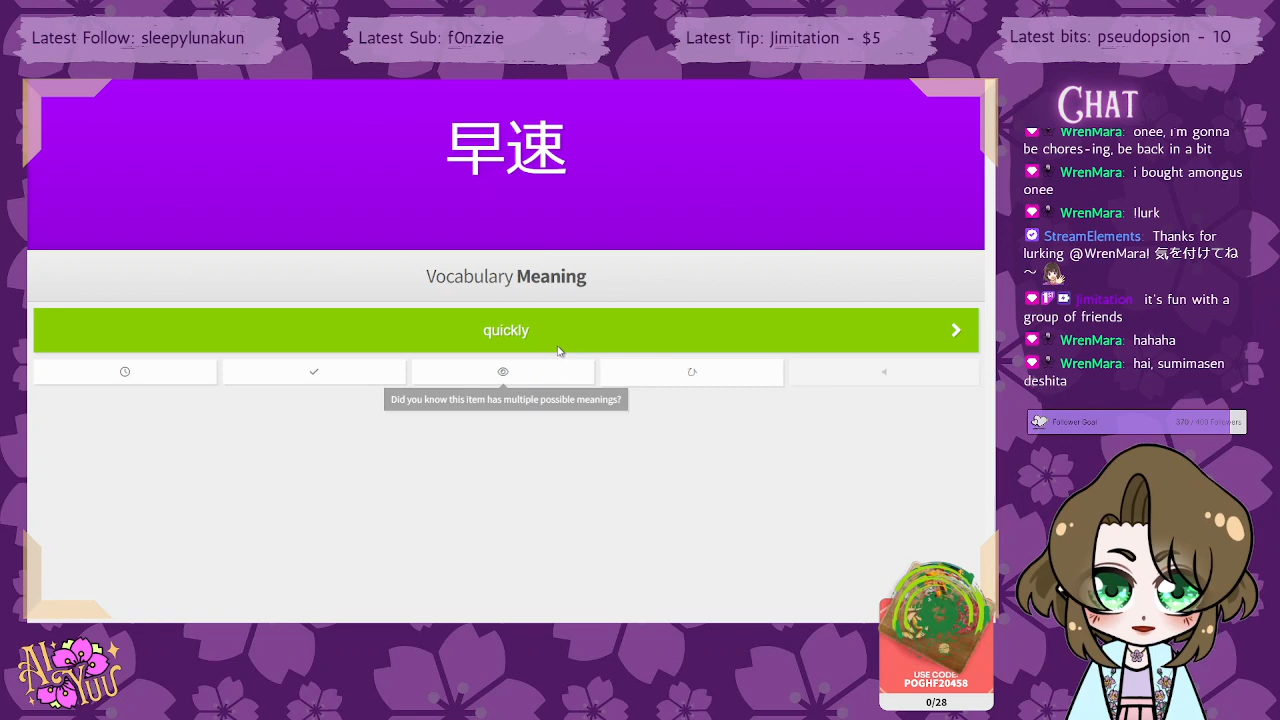 Latest Follow: sleepylunakun
Latest Sub: f0nzzie
Latest Tip: Jimitation - $5
Latest bits: pseudopsion - 10
早速
Vocabulary Meaning
quickly
ひ
Did you know this item has multiple possible meanings?
CHAT
WrenMara: onee, i'm gonna
be chores-ing, be back in a bit
WrenMara: i bought amongus
onee
WrenMara: !lurk
StreamElements: Thanks for
lurking @WrenMara! 気を付けてね
～
Jimitation: it's fun with a
group of friends
WrenMara: hahaha
WrenMara: hai, sumimasen
deshita
Follower Goal
370 / 400 Followers
AI
YUU
USE CODE:
POGHF20458
0/28